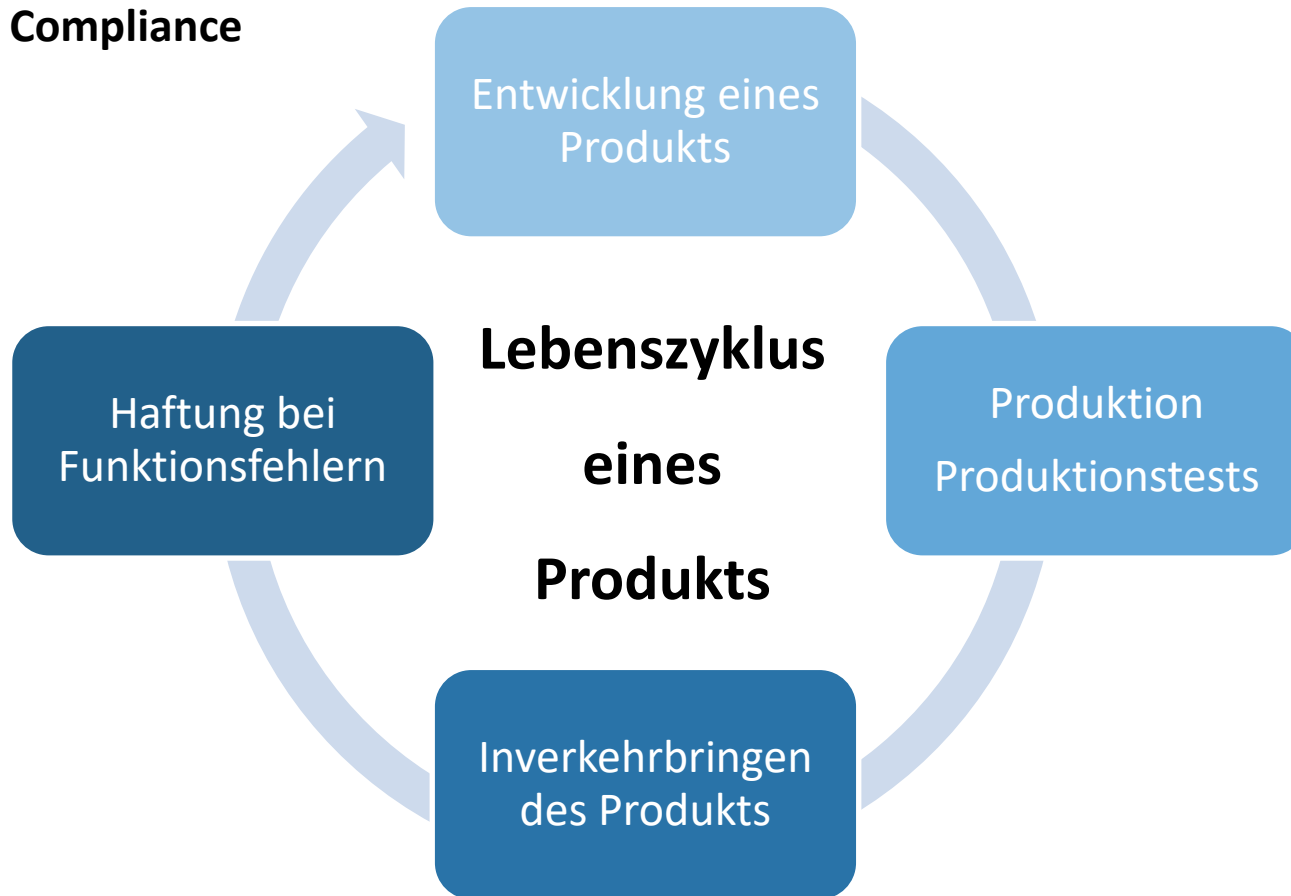 Compliance
Entwicklung eines
Produkts
Lebenszyklus
eines
Produkts
Produktion
Produktionstests
Inverkehrbringen
des Produkts
Haftung bei
Funktionsfehlern